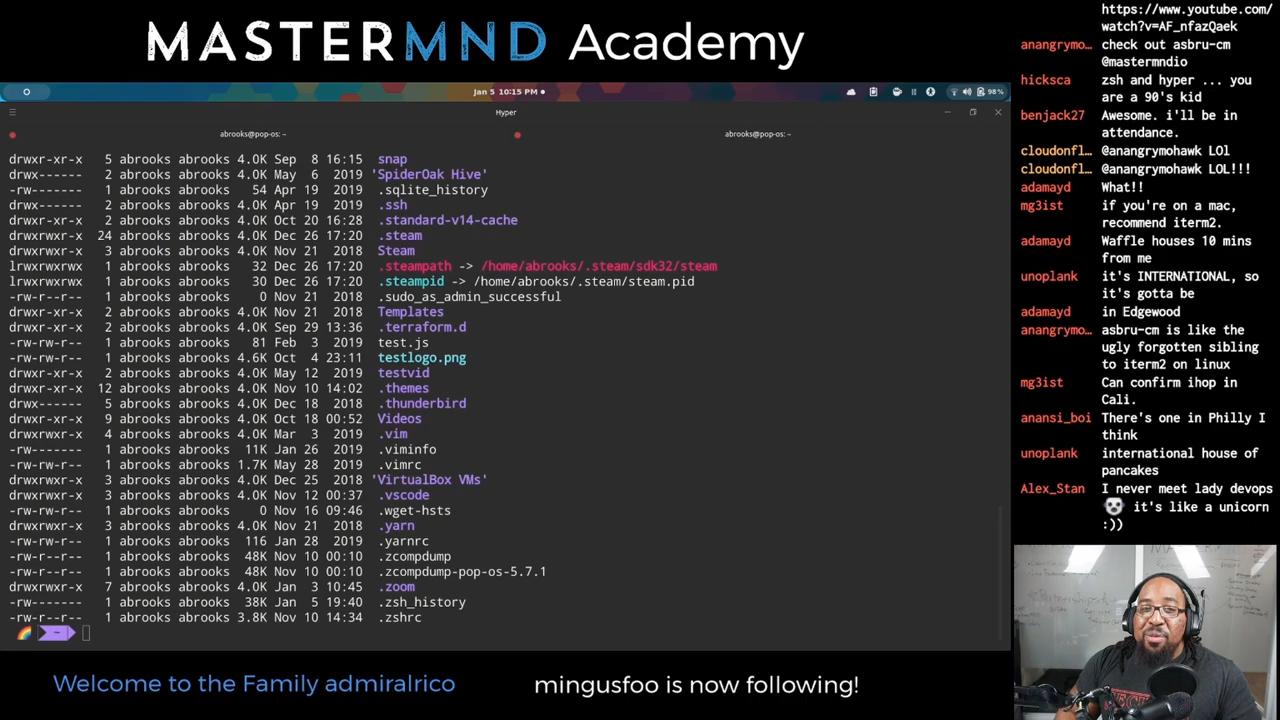 MASTERMND Academy
Jan 5 10:15 PM
98%
Hyper
abrooks@pop-os: ~
abrooks@pop-os: ~
drwxr-xr-x 5 abrooks abrooks 4.0K Sep 8 16:15 snap
drwx------ 2 abrooks abrooks 4.0K May 6 2019 'SpiderOak Hive'
-rw------- 1 abrooks abrooks 54 Apr 19 2019 .sqlite_history
drwx------ 2 abrooks abrooks 4.0K Apr 19 2019 .ssh
drwxr-xr-x 2 abrooks abrooks 4.0K Oct 20 16:28 .standard-v14-cache
drwxrwxr-x 24 abrooks abrooks 4.0K Dec 26 17:20 .steam
drwxr-xr-x 3 abrooks abrooks 4.0K Nov 21 2018 Steam
lrwxrwxrwx 1 abrooks abrooks 32 Dec 26 17:20 .steampath -> /home/abrooks/.steam/sdk32/steam
lrwxrwxrwx 1 abrooks abrooks 30 Dec 26 17:20 .steampid -> /home/abrooks/.steam/steam.pid
-rw-r--r-- 1 abrooks abrooks 0 Nov 21 2018 .sudo_as_admin_successful
drwxr-xr-x 2 abrooks abrooks 4.0K Nov 21 2018 Templates
drwxr-xr-x 2 abrooks abrooks 4.0K Sep 29 13:36 .terraform.d
-rw-r--r-- 1 abrooks abrooks 81 Feb 3 2019 test.js
-rw-r--r-- 1 abrooks abrooks 4.6K Oct 4 23:11 testlogo.png
drwxr-xr-x 2 abrooks abrooks 4.0K May 12 2019 testvid
drwxrwxr-x 12 abrooks abrooks 4.0K Nov 10 14:02 .themes
drwx------ 5 abrooks abrooks 4.0K Dec 18 2018 .thunderbird
drwxr-xr-x 9 abrooks abrooks 4.0K Oct 18 00:52 Videos
drwxrwxr-x 4 abrooks abrooks 4.0K Mar 3 2019 .vim
-rw------- 1 abrooks abrooks 11K Jan 26 2019 .viminfo
-rw-rw-r-- 1 abrooks abrooks 1.7K May 28 2019 .vimrc
drwxrwxr-x 3 abrooks abrooks 4.0K Dec 25 2018 'VirtualBox VMs'
drwxrwxr-x 3 abrooks abrooks 4.0K Nov 12 00:37 .vscode
-rw-rw-r-- 1 abrooks abrooks 0 Nov 16 09:46 .wget-hsts
drwxrwxr-x 3 abrooks abrooks 4.0K Nov 21 2018 .yarn
-rw-r--r-- 1 abrooks abrooks 116 Jan 28 2019 .yarnrc
-rw-rw-r-- 1 abrooks abrooks 48K Nov 10 00:10 .zcompdump
-rw-r--r-- 1 abrooks abrooks 48K Nov 10 00:10 .zcompdump-pop-os-5.7.1
drwxrwxr-x 7 abrooks abrooks 4.0K Jan 3 10:45 .zoom
-rw------- 1 abrooks abrooks 38K Jan 5 19:40 .zsh_history
-rw-r--r-- 1 abrooks abrooks 3.8K Nov 10 14:34 .zshrc
~
https://www.youtube.com/
watch?v=AF_nfazQaek
anangrymo… check out asbru-cm
@mastermndio
hicksca zsh and hyper ... you
are a 90's kid
benjack27 Awesome. i'll be in
attendance.
cloudonfl… @anangrymohawk LOl
cloudonfl… @anangrymohawk LOL!!!
adamayd What!!
mg3ist if you're on a mac,
recommend iterm2.
adamayd Waffle houses 10 mins
from me
unoplank it's INTERNATIONAL, so
it's gotta be
adamayd in Edgewood
anangrymo… asbru-cm is like the
ugly forgotten sibling
to iterm2 on linux
mg3ist Can confirm ihop in
Cali.
anansi_boi There's one in Philly I
think
unoplank international house of
pancakes
Alex_Stan I never meet lady devops
it's like a unicorn
:))
Welcome to the Family admiralrico
mingusfoo is now following!